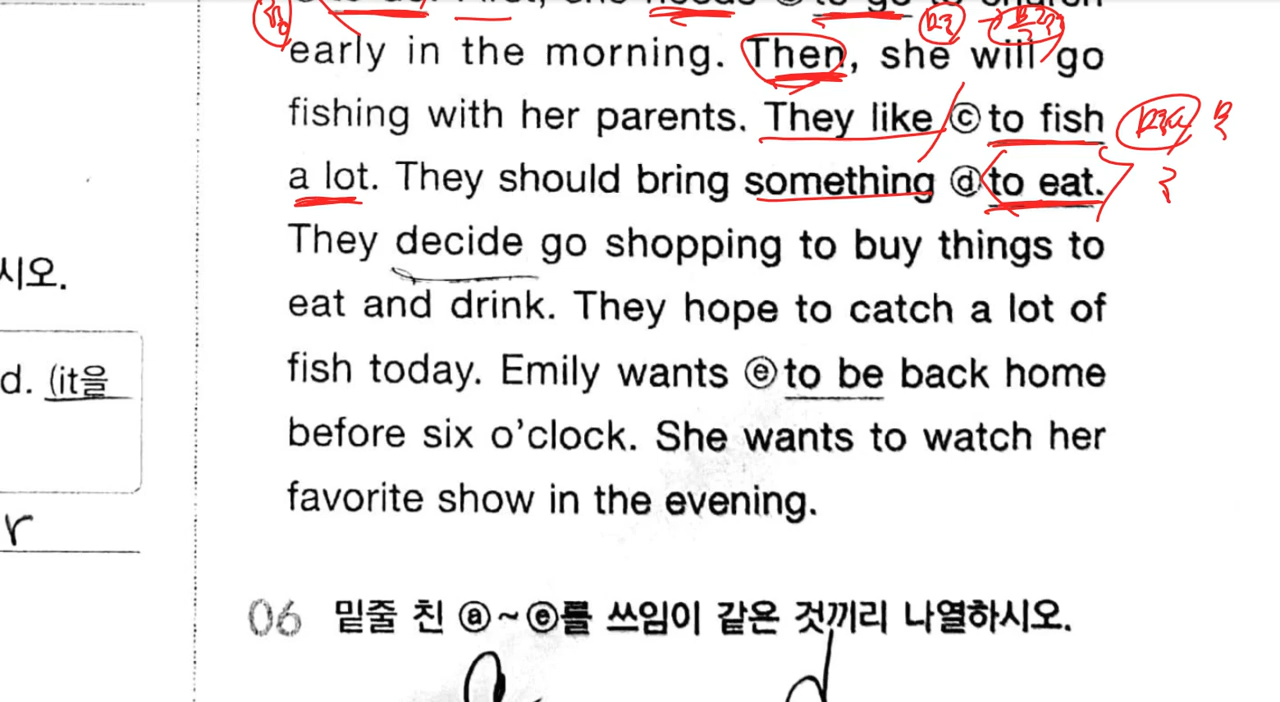 early in the morning. Then, she will go
fishing with her parents. They like ⓒto fish
a lot. They should bring something ⓓto eat.
They decide go shopping to buy things to
eat and drink. They hope to catch a lot of
fish today. Emily wants ⓔto be back home
before six o'clock. She wants to watch her
favorite show in the evening.
시오.
d. (it을
r
06 밑줄 친 ⓐ~ⓔ를 쓰임이 같은 것끼리 나열하시오.